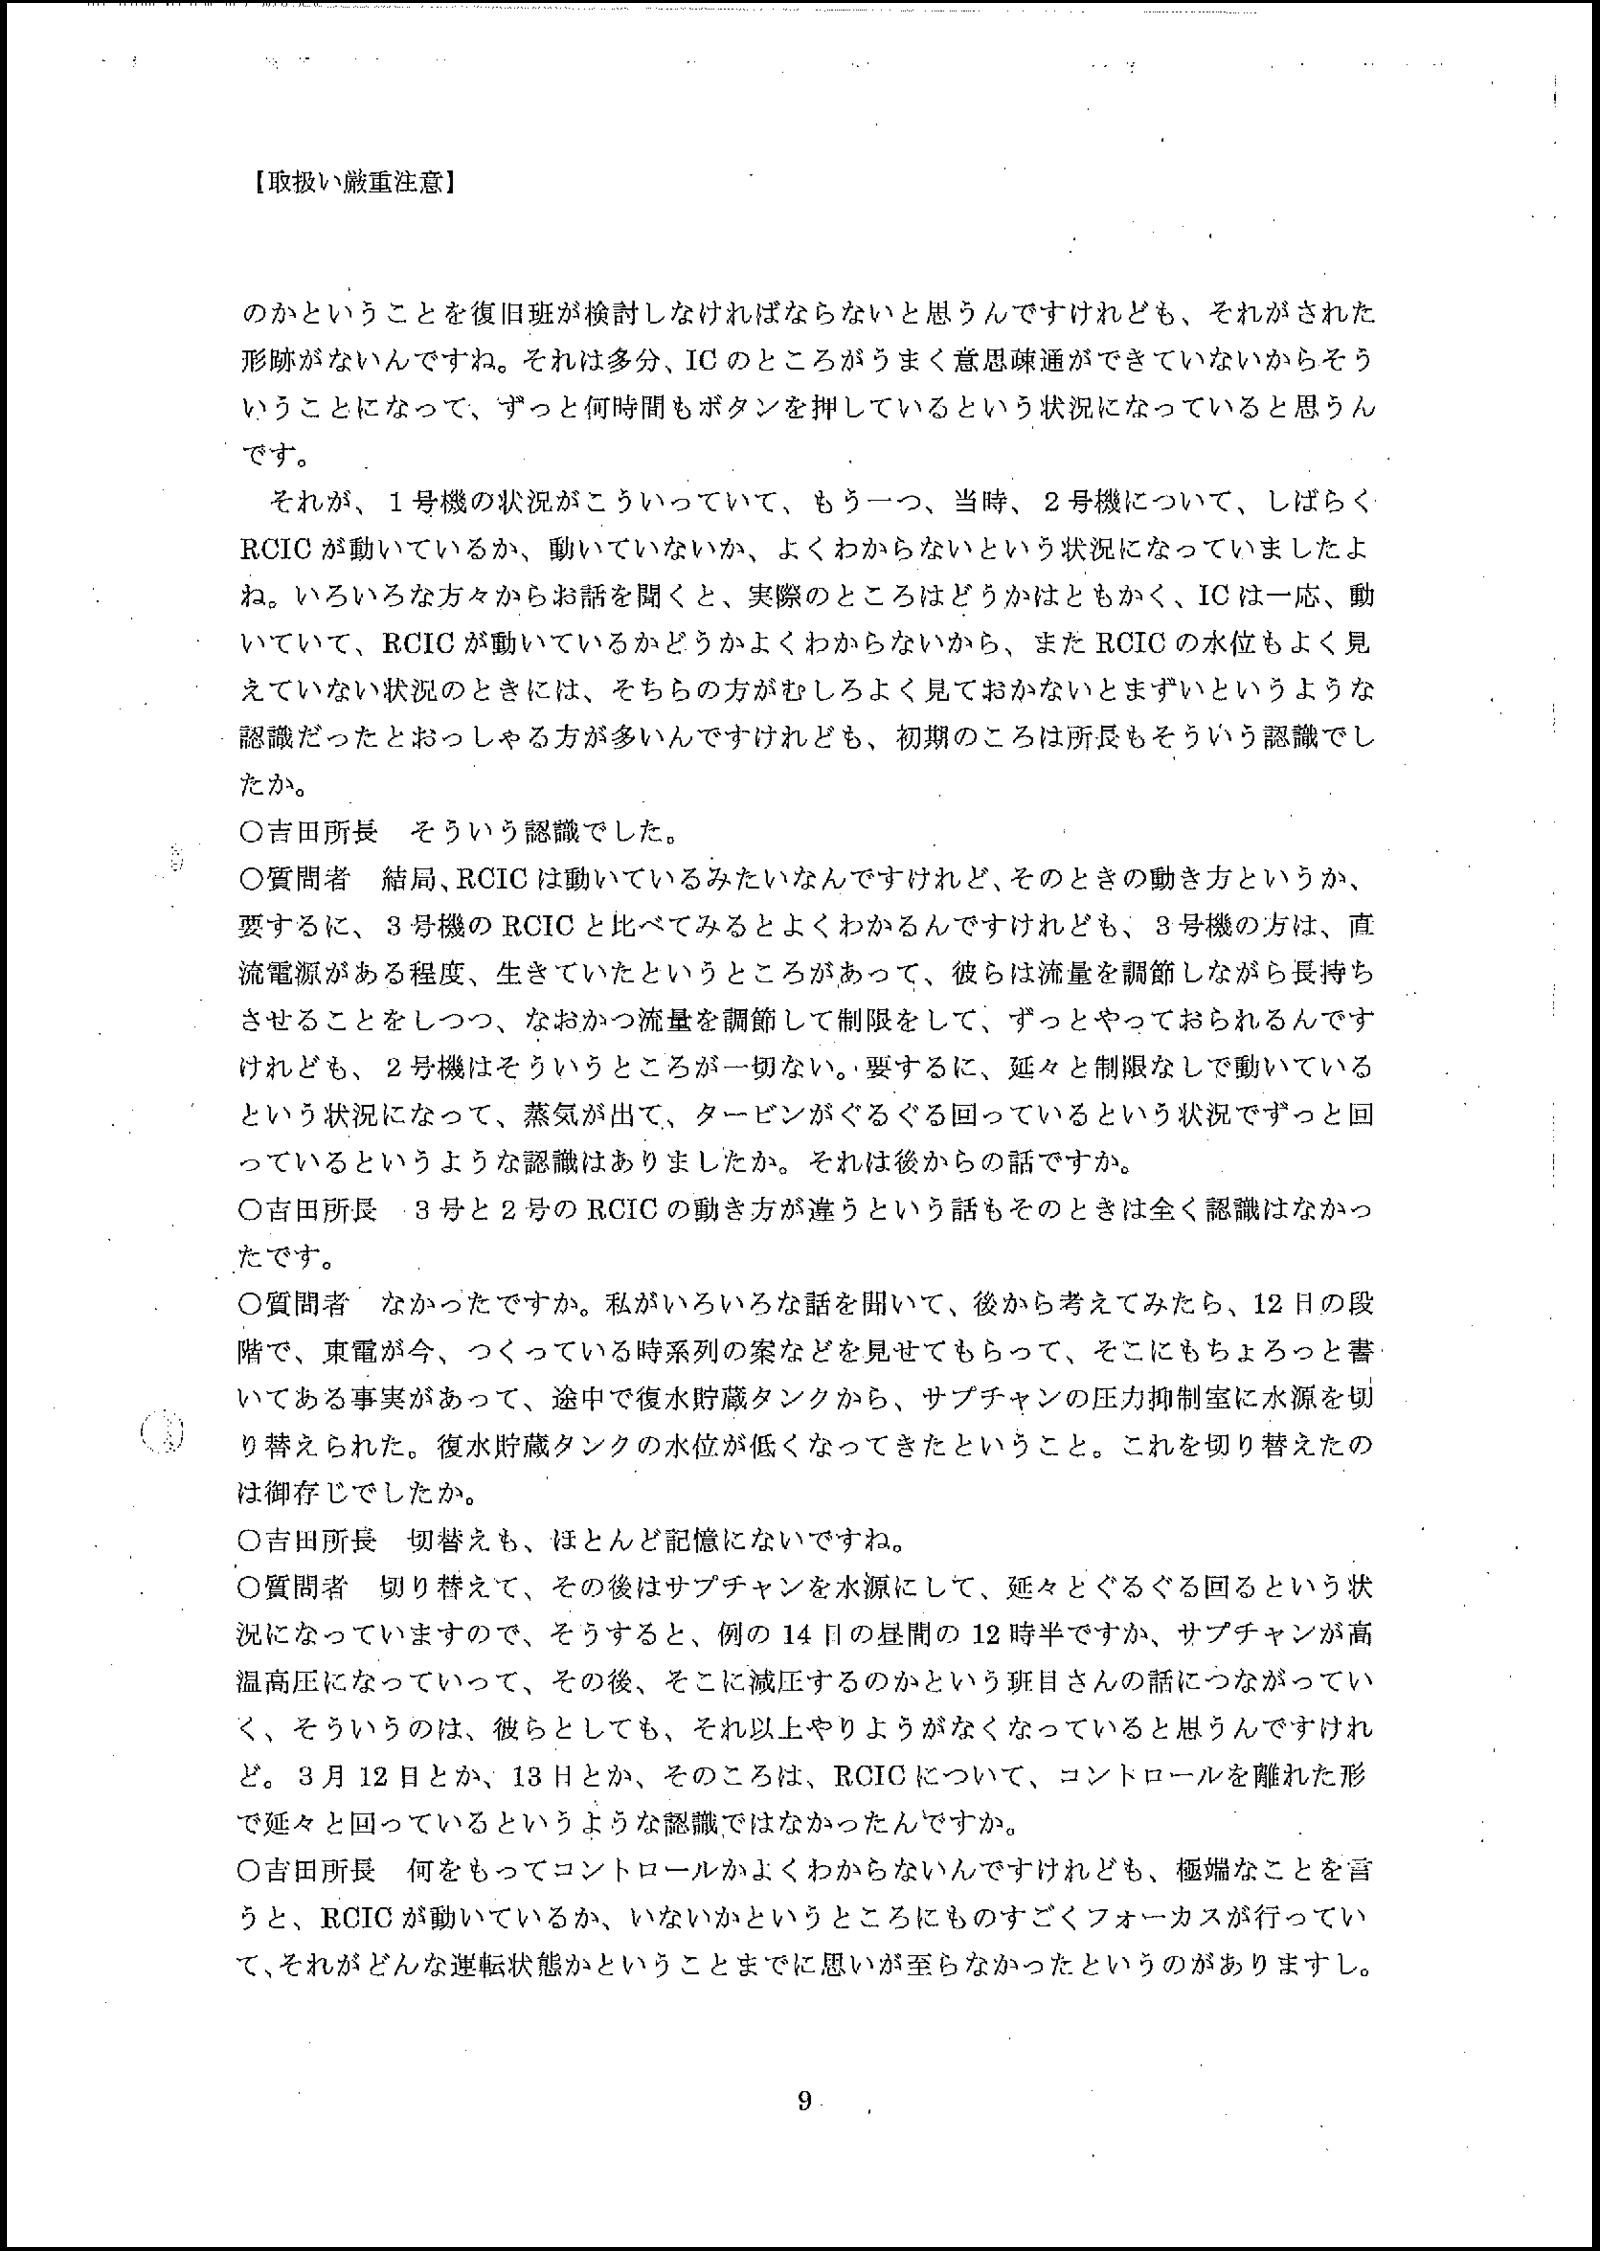 【取扱い厳重注意】
のかということを復旧班が検討しなければならないと思うんですけれども、それがされた
形跡がないんですね。それは多分、ICのところがうまく意思疎通ができていないからそう
いうことになって、ずっと何時間もボタンを押しているという状況になっていると思うん
です。
　それが、１号機の状況がこういっていて、もう一つ、当時、２号機について、しばらく
RCICが動いているか、動いていないか、よくわからないという状況になっていましたよ
ね。いろいろな方々からお話を聞くと、実際のところはどうかはともかく、ICは一応、動
いていて、RCICが動いているかどうかよくわからないから、またRCICの水位もよく見
えていない状況のときには、そちらの方がむしろよく見ておかないとまずいというような
認識だったとおっしゃる方が多いんですけれども、初期のころは所長もそういう認識でし
たか。
○吉田所長　そういう認識でした。
○質問者　結局、RCICは動いているみたいなんですけれど、そのときの動き方というか、
要するに、３号機のRCICと比べてみるとよくわかるんですけれども、３号機の方は、直
流電源がある程度、生きていたというところがあって、彼らは流量を調節しながら長持ち
させることをしつつ、なおかつ流量を調節して制限をして、ずっとやっておられるんです
けれども、２号機はそういうところが一切ない。要するに、延々と制限なしで動いている
という状況になって、蒸気が出て、タービンがぐるぐる回っているという状況でずっと回
っているというような認識はありましたか。それは後からの話ですか。
○吉田所長　３号と２号のRCICの動き方が違うという話もそのときは全く認識はなかっ
たです。
○質問者　なかったですか。私がいろいろな話を聞いて、後から考えてみたら、12日の段
階で、東電が今、つくっている時系列の案などを見せてもらって、そこにもちょろっと書
いてある事実があって、途中で復水貯蔵タンクから、サプチャンの圧力抑制室に水源を切
り替えられた。復水貯蔵タンクの水位が低くなってきたということ。これを切り替えたの
は御存じでしたか。
○吉田所長　切替えも、ほとんど記憶にないですね。
○質問者　切り替えて、その後はサプチャンを水源にして、延々とぐるぐる回るという状
況になっていますので、そうすると、例の14日の昼間の12時半ですか、サプチャンが高
温高圧になっていって、その後、そこに減圧するのかという班目さんの話につながってい
く、そういうのは、彼らとしても、それ以上やりようがなくなっていると思うんですけれ
ど。３月12日とか、13日とか、そのころは、RCICについて、コントロールを離れた形
で延々と回っているというような認識ではなかったんですか。
○吉田所長　何をもってコントロールかよくわからないんですけれども、極端なことを言
うと、RCICが動いているか、いないかというところにものすごくフォーカスが行ってい
て、それがどんな運転状態かということまでに思いが至らなかったというのがありますし。
9